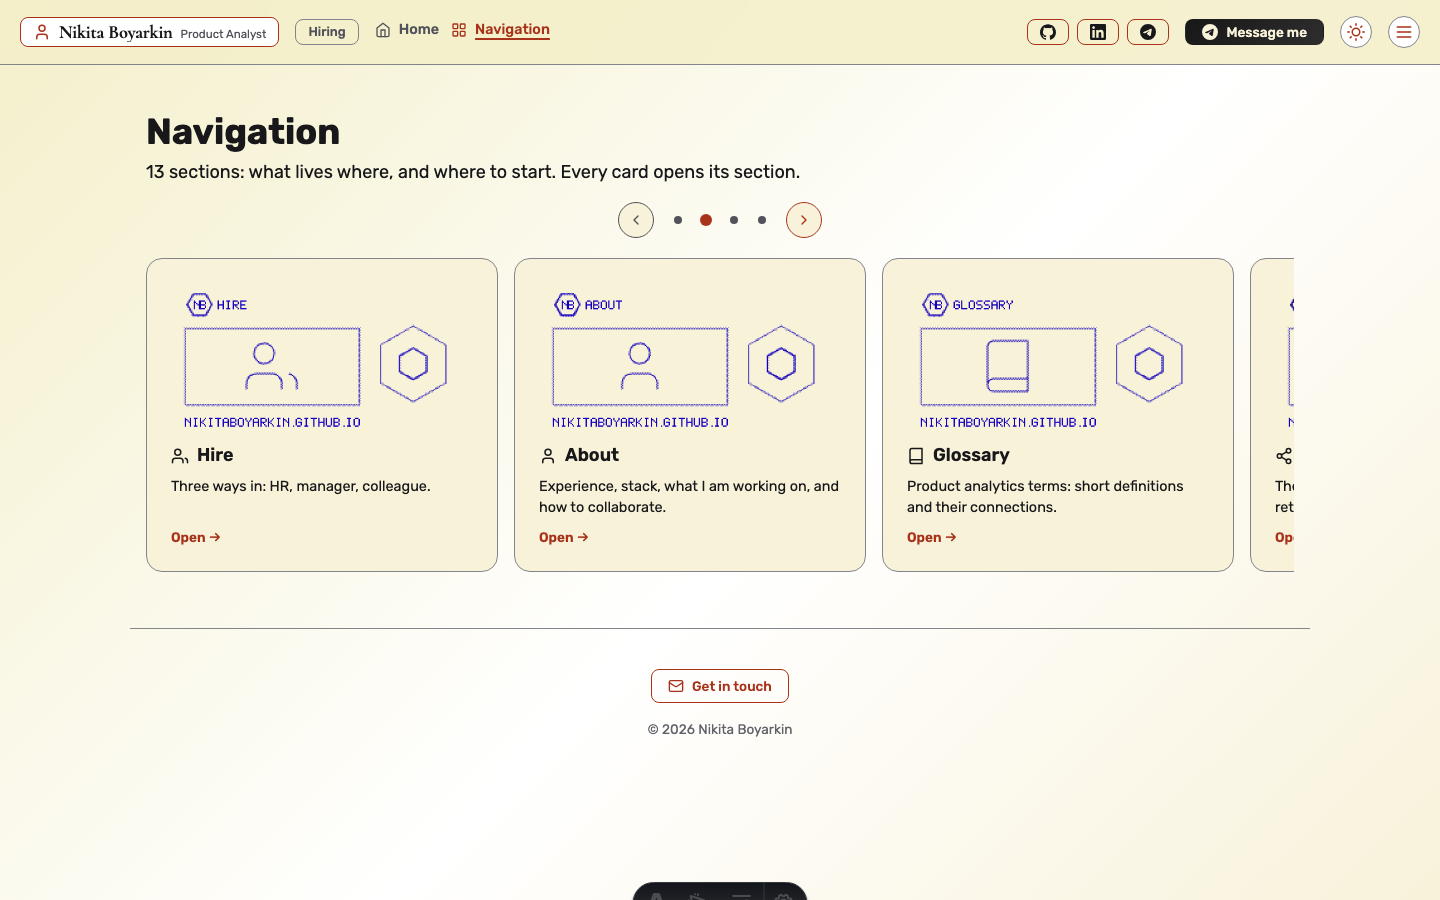 Nikita Boyarkin Product Analyst
Hiring
Home
Navigation
Message me
Navigation
13 sections: what lives where, and where to start. Every card opens its section.
NB HIRE
NIKITABOYARKIN.GITHUB.IO
Hire
Three ways in: HR, manager, colleague.
Open →
NB ABOUT
NIKITABOYARKIN.GITHUB.IO
About
Experience, stack, what I am working on, and
how to collaborate.
Open →
NB GLOSSARY
NIKITABOYARKIN.GITHUB.IO
Glossary
Product analytics terms: short definitions
and their connections.
Open →
Get in touch
© 2026 Nikita Boyarkin